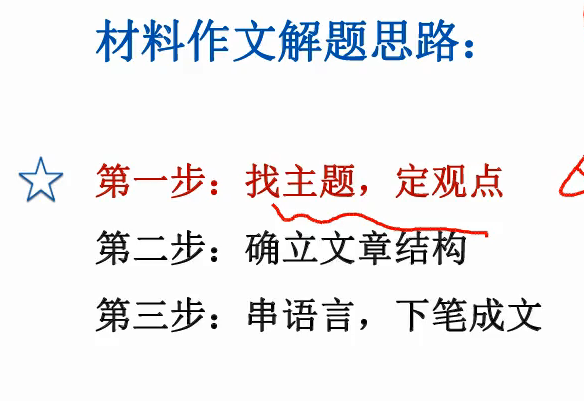 材料作文解题思路：
第一步：找主题，定观点
第二步：确立文章结构
第三步：串语言，下笔成文